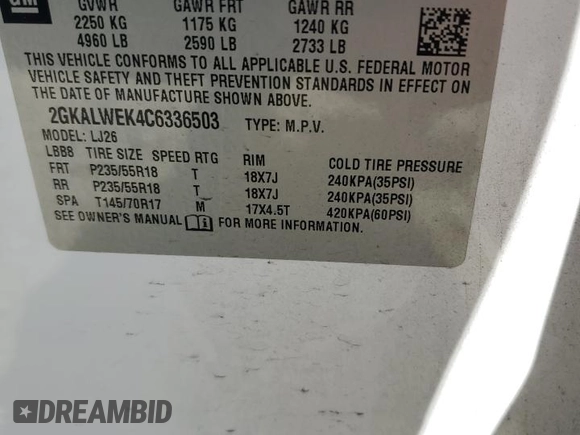 GM GVWR GAWR FRT GAWR RR
2250 KG 1175 KG 1240 KG
4960 LB 2590 LB 2733 LB
THIS VEHICLE CONFORMS TO ALL APPLICABLE U.S. FEDERAL MOTOR
VEHICLE SAFETY AND THEFT PREVENTION STANDARDS IN EFFECT ON
THE DATE OF MANUFACTURE SHOWN ABOVE.
2GKALWEK4C6336503 TYPE: M.P.V.
MODEL: LJ26
LBB8 TIRE SIZE SPEED RTG RIM COLD TIRE PRESSURE
FRT P235/55R18 T 18X7J 240KPA(35PSI)
RR P235/55R18 T 18X7J 240KPA(35PSI)
SPA T145/70R17 M 17X4.5T 420KPA(60PSI)
SEE OWNER'S MANUAL FOR MORE INFORMATION.
DREAMBID